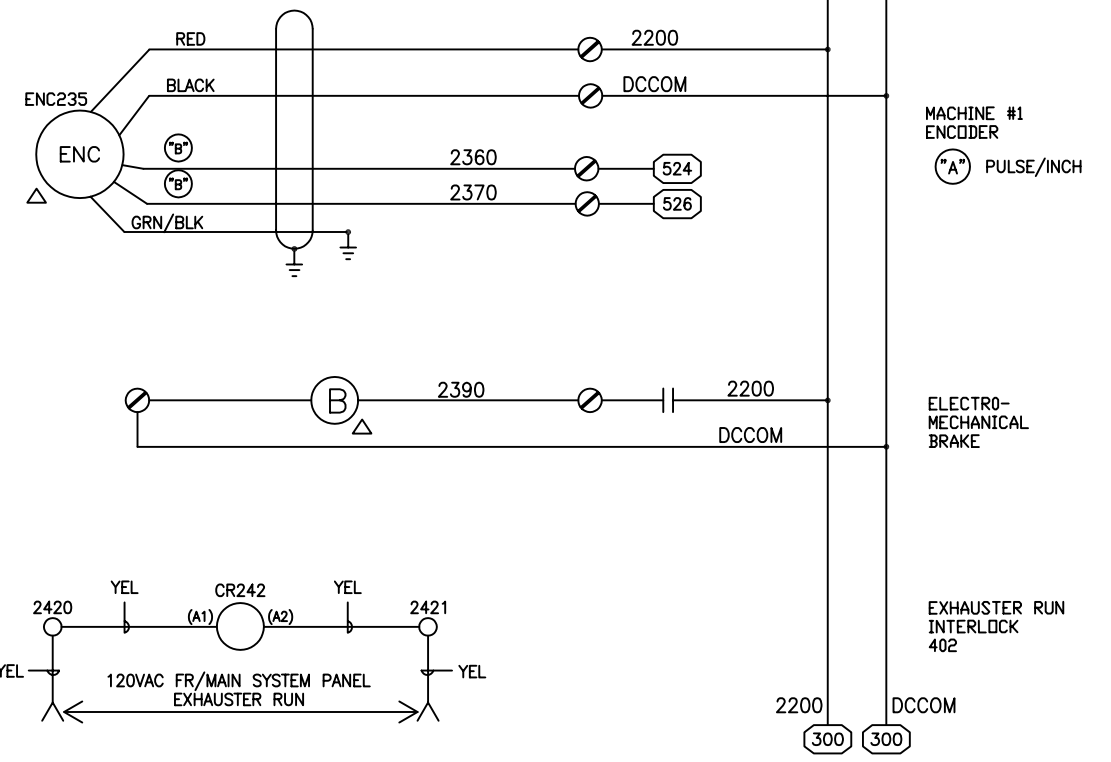 RED
2200
BLACK
DCCOM
ENC235
MACHINE #1
ENCODER
ENC
"B"
2360
524
"A" PULSE/INCH
"B"
2370
526
GRN/BLK
B
2390
2200
ELECTRO-
MECHANICAL
BRAKE
DCCOM
YEL
CR242
YEL
2420
(A1)
(A2)
2421
EXHAUSTER RUN
INTERLOCK
402
YEL
YEL
120VAC FR/MAIN SYSTEM PANEL
EXHAUSTER RUN
2200
DCCOM
300
300